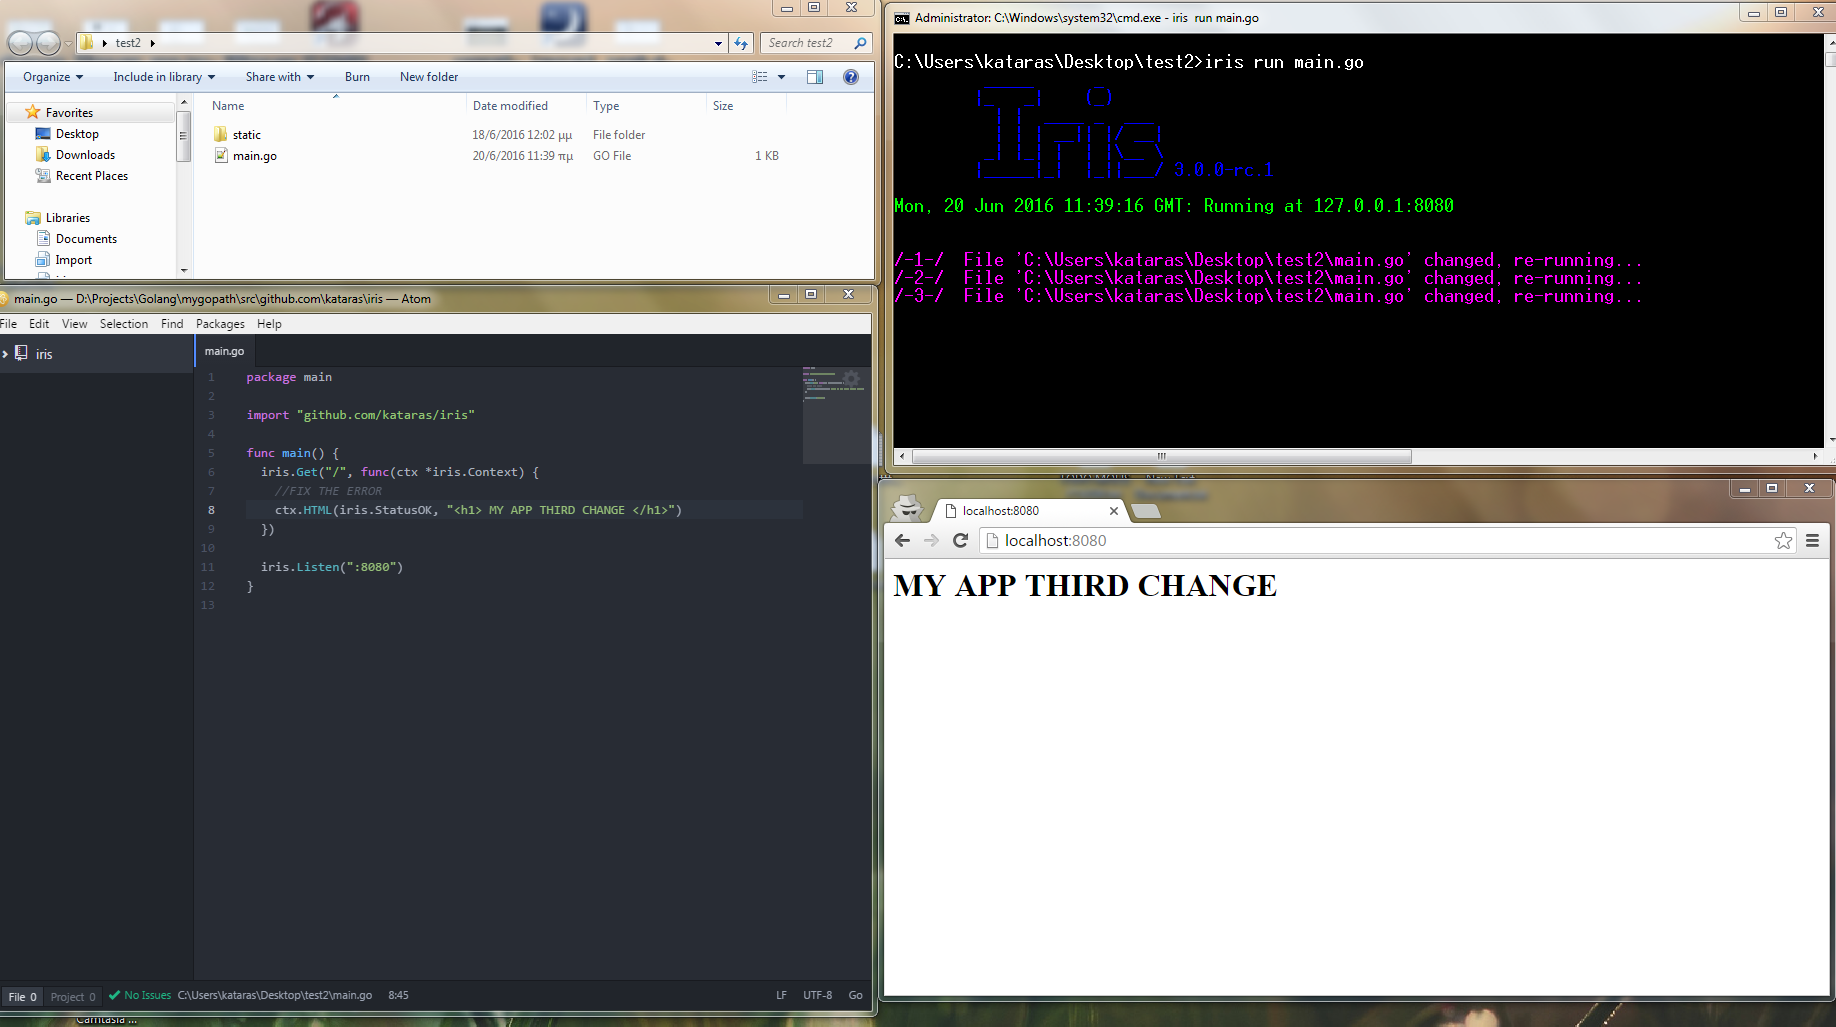 test2
Search test2
Organize
Include in library
Share with
Burn
New folder
Favorites
Desktop
Downloads
Recent Places
Libraries
Documents
Import
Name
Date modified
Type
Size
static
18/6/2016 12:02 μμ
File folder
main.go
20/6/2016 11:39 πμ
GO File
1 KB
main.go — D:\Projects\Golang\mygopath\src\github.com\kataras\iris — Atom
File Edit View Selection Find Packages Help
iris
main.go
1 package main
2
3 import "github.com/kataras/iris"
4
5 func main() {
6 iris.Get("/", func(ctx *iris.Context) {
7 //FIX THE ERROR
8 ctx.HTML(iris.StatusOK, "<h1> MY APP THIRD CHANGE </h1>")
9 })
10
11 iris.Listen(":8080")
12 }
13
File 0 Project 0 No Issues C:\Users\kataras\Desktop\test2\main.go 8:45 LF UTF-8 Go
Camtasia ...
Administrator: C:\Windows\system32\cmd.exe - iris run main.go
C:\Users\kataras\Desktop\test2>iris run main.go
Iris
3.0.0-rc.1
Mon, 20 Jun 2016 11:39:16 GMT: Running at 127.0.0.1:8080
/-1-/ File 'C:\Users\kataras\Desktop\test2\main.go' changed, re-running...
/-2-/ File 'C:\Users\kataras\Desktop\test2\main.go' changed, re-running...
/-3-/ File 'C:\Users\kataras\Desktop\test2\main.go' changed, re-running...
localhost:8080
localhost:8080
MY APP THIRD CHANGE